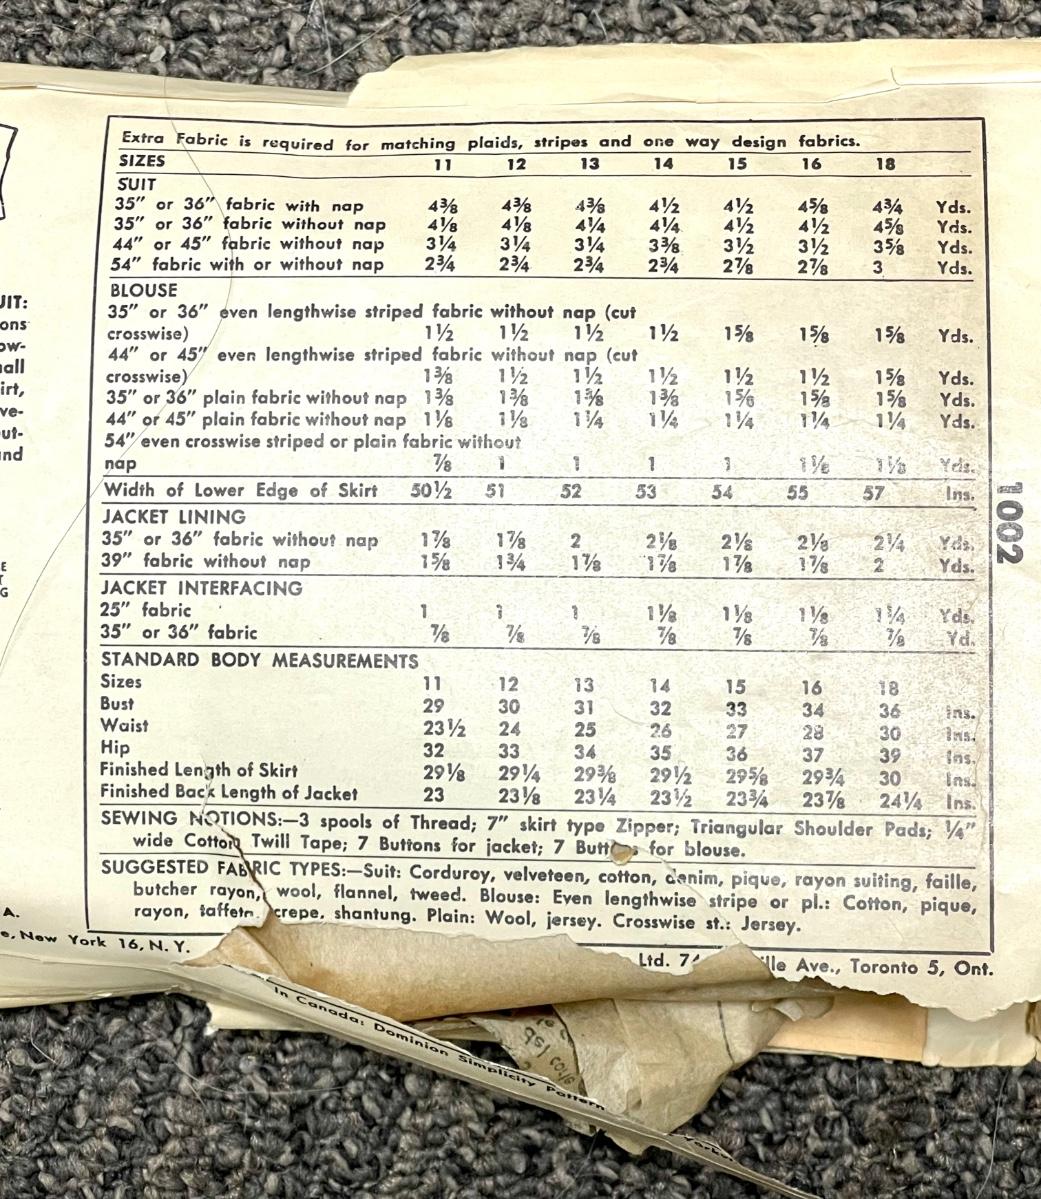 Extra Fabric is required for matching plaids, stripes and one way design fabrics.
SIZES 11 12 13 14 15 16 18
SUIT
35” or 36” fabric with nap 4⅜ 4⅜ 4⅜ 4½ 4½ 4⅝ 4¾ Yds.
35” or 36” fabric without nap 4⅛ 4⅛ 4¼ 4¼ 4½ 4½ 4⅝ Yds.
44” or 45” fabric without nap 3¼ 3¼ 3¼ 3⅜ 3½ 3½ 3⅝ Yds.
54” fabric with or without nap 2¾ 2¾ 2¾ 2¾ 2⅞ 2⅞ 3 Yds.
BLOUSE
35” or 36” even lengthwise striped fabric without nap (cut
crosswise) 1½ 1½ 1½ 1½ 1⅝ 1⅝ 1⅝ Yds.
44” or 45” even lengthwise striped fabric without nap (cut
crosswise) 1⅜ 1½ 1½ 1½ 1½ 1½ 1⅝ Yds.
35” or 36” plain fabric without nap 1⅜ 1⅜ 1⅜ 1⅜ 1⅝ 1⅝ 1⅝ Yds.
44” or 45” plain fabric without nap 1⅛ 1⅛ 1¼ 1¼ 1¼ 1¼ 1¼ Yds.
54” even crosswise striped or plain fabric without
nap ⅞ 1 1 1 1 1⅛ 1⅛ Yds.
Width of Lower Edge of Skirt 50½ 51 52 53 54 55 57 Ins.
JACKET LINING
35” or 36” fabric without nap 1⅞ 1⅞ 2 2⅛ 2⅛ 2⅛ 2¼ Yds.
39” fabric without nap 1⅝ 1¾ 1⅞ 1⅞ 1⅞ 1⅞ 2 Yds.
JACKET INTERFACING
25” fabric 1 1 1 1⅛ 1⅛ 1⅛ 1¼ Yds.
35” or 36” fabric ⅞ ⅞ ⅞ ⅞ ⅞ ⅞ ⅞ Yd.
STANDARD BODY MEASUREMENTS
Sizes 11 12 13 14 15 16 18
Bust 29 30 31 32 33 34 36 Ins.
Waist 23½ 24 25 26 27 28 30 Ins.
Hip 32 33 34 35 36 37 39 Ins.
Finished Length of Skirt 29⅛ 29¼ 29⅜ 29½ 29⅝ 29¾ 30 Ins.
Finished Back Length of Jacket 23 23⅛ 23¼ 23½ 23¾ 23⅞ 24¼ Ins.
SEWING NOTIONS:—3 spools of Thread; 7” skirt type Zipper; Triangular Shoulder Pads; ¼”
wide Cotton Twill Tape; 7 Buttons for jacket; 7 Buttons for blouse.
SUGGESTED FABRIC TYPES:—Suit: Corduroy, velveteen, cotton, denim, pique, rayon suiting, faille,
butcher rayon, wool, flannel, tweed. Blouse: Even lengthwise stripe or pl.: Cotton, pique,
rayon, taffeta, crepe, shantung. Plain: Wool, jersey. Crosswise st.: Jersey.
1002
UIT:
ons
ow-
all
irt,
ve-
ut-
nd
E
T
G
A.
e, New York 16, N. Y.
Ltd. 74 ille Ave., Toronto 5, Ont.
In Canada: Dominion Simplicity Pattern